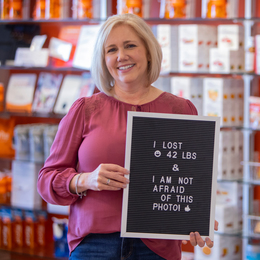 I LOST
😊 42 LBS
&
I AM NOT
AFRAID
OF THIS
PHOTO!